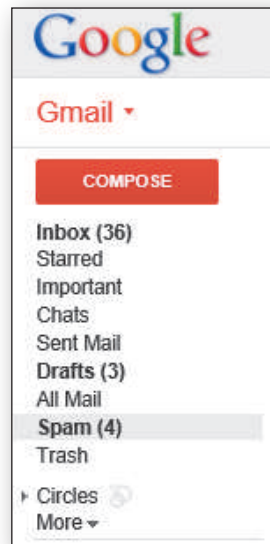 Google
Gmail
COMPOSE
Inbox (36)
Starred
Important
Chats
Sent Mail
Drafts (3)
All Mail
Spam (4)
Trash
Circles
More